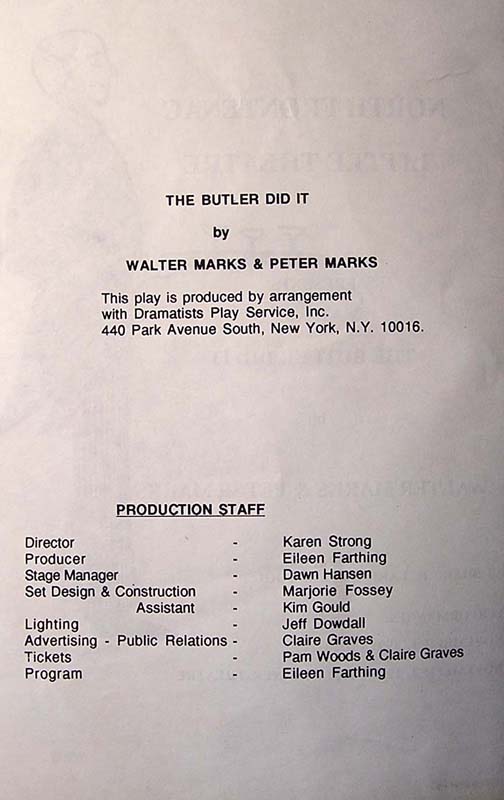 THE BUTLER DID IT
by
WALTER MARKS & PETER MARKS
This play is produced by arrangement
with Dramatists Play Service, Inc.
440 Park Avenue South, New York, N.Y. 10016.
PRODUCTION STAFF
Director - Karen Strong
Producer - Eileen Farthing
Stage Manager - Dawn Hansen
Set Design & Construction - Marjorie Fossey
Assistant - Kim Gould
Lighting - Jeff Dowdall
Advertising - Public Relations - Claire Graves
Tickets - Pam Woods & Claire Graves
Program - Eileen Farthing